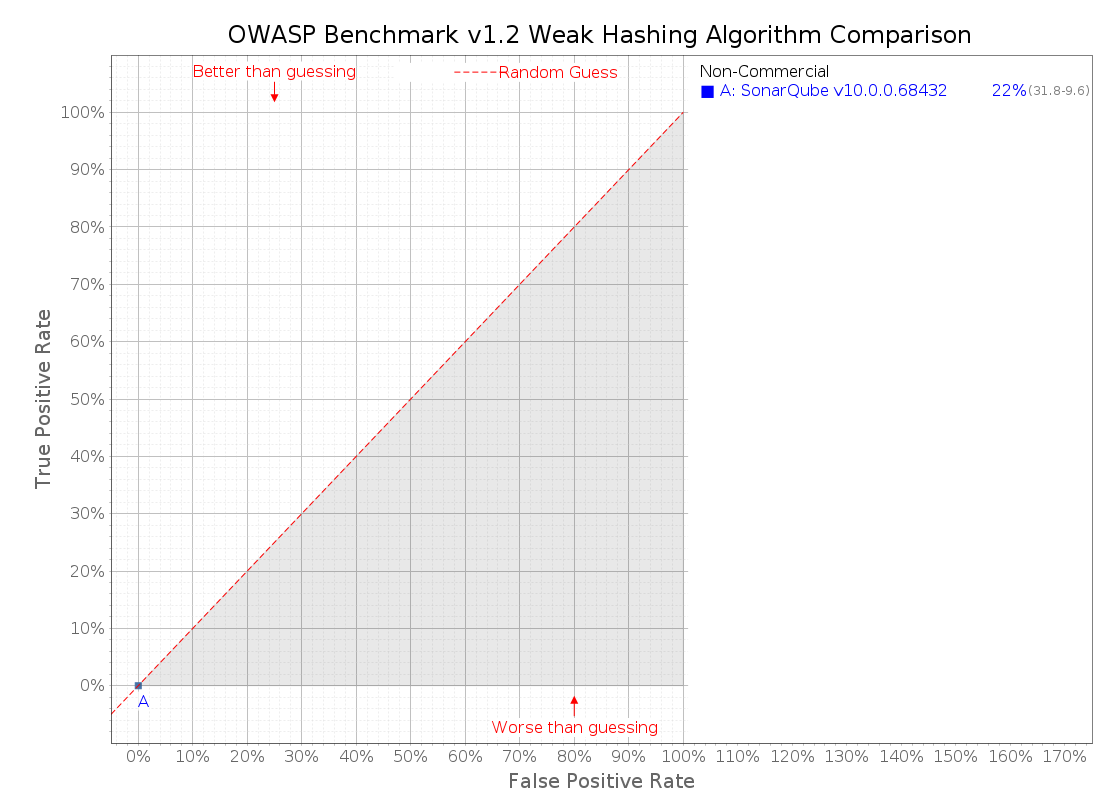 OWASP Benchmark v1.2 Weak Hashing Algorithm Comparison
Better than guessing
Random Guess
Non-Commercial
A: SonarQube v10.0.0.68432 22%(31.8-9.6)
100%
90%
80%
70%
60%
50%
40%
30%
20%
10%
0%
True Positive Rate
A
Worse than guessing
0% 10% 20% 30% 40% 50% 60% 70% 80% 90% 100% 110% 120% 130% 140% 150% 160% 170%
False Positive Rate